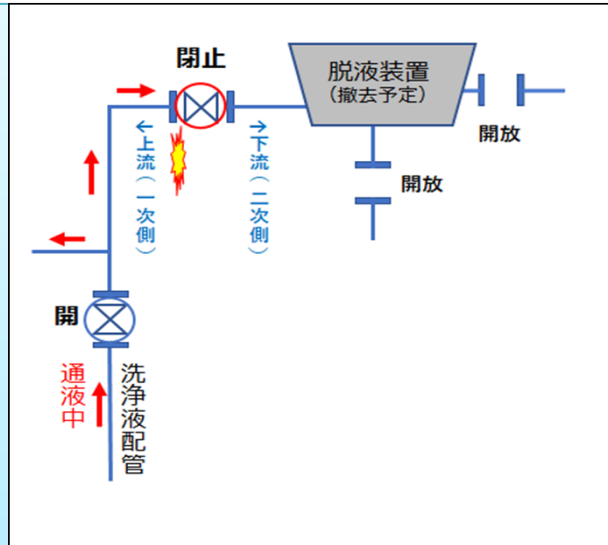 閉止
脱液装置
（撤去予定）
開放
開放
←上流（一次側）
→下流（二次側）
開
通液中
洗浄液配管